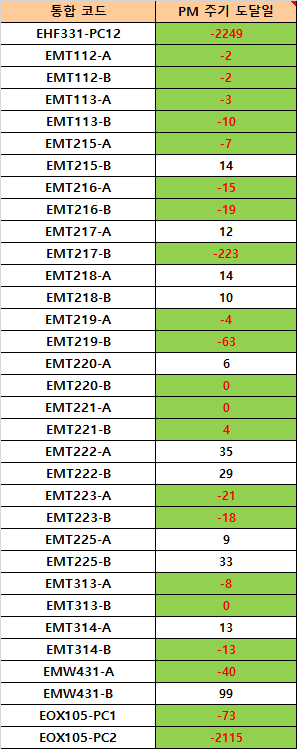 통합 코드 PM 주기 도달일
EHF331-PC12 -2249
EMT112-A -2
EMT112-B -2
EMT113-A -3
EMT113-B -10
EMT215-A -7
EMT215-B 14
EMT216-A -15
EMT216-B -19
EMT217-A 12
EMT217-B -223
EMT218-A 14
EMT218-B 10
EMT219-A -4
EMT219-B -63
EMT220-A 6
EMT220-B 0
EMT221-A 0
EMT221-B 4
EMT222-A 35
EMT222-B 29
EMT223-A -21
EMT223-B -18
EMT225-A 9
EMT225-B 33
EMT313-A -8
EMT313-B 0
EMT314-A 13
EMT314-B -13
EMW431-A -40
EMW431-B 99
EOX105-PC1 -73
EOX105-PC2 -2115